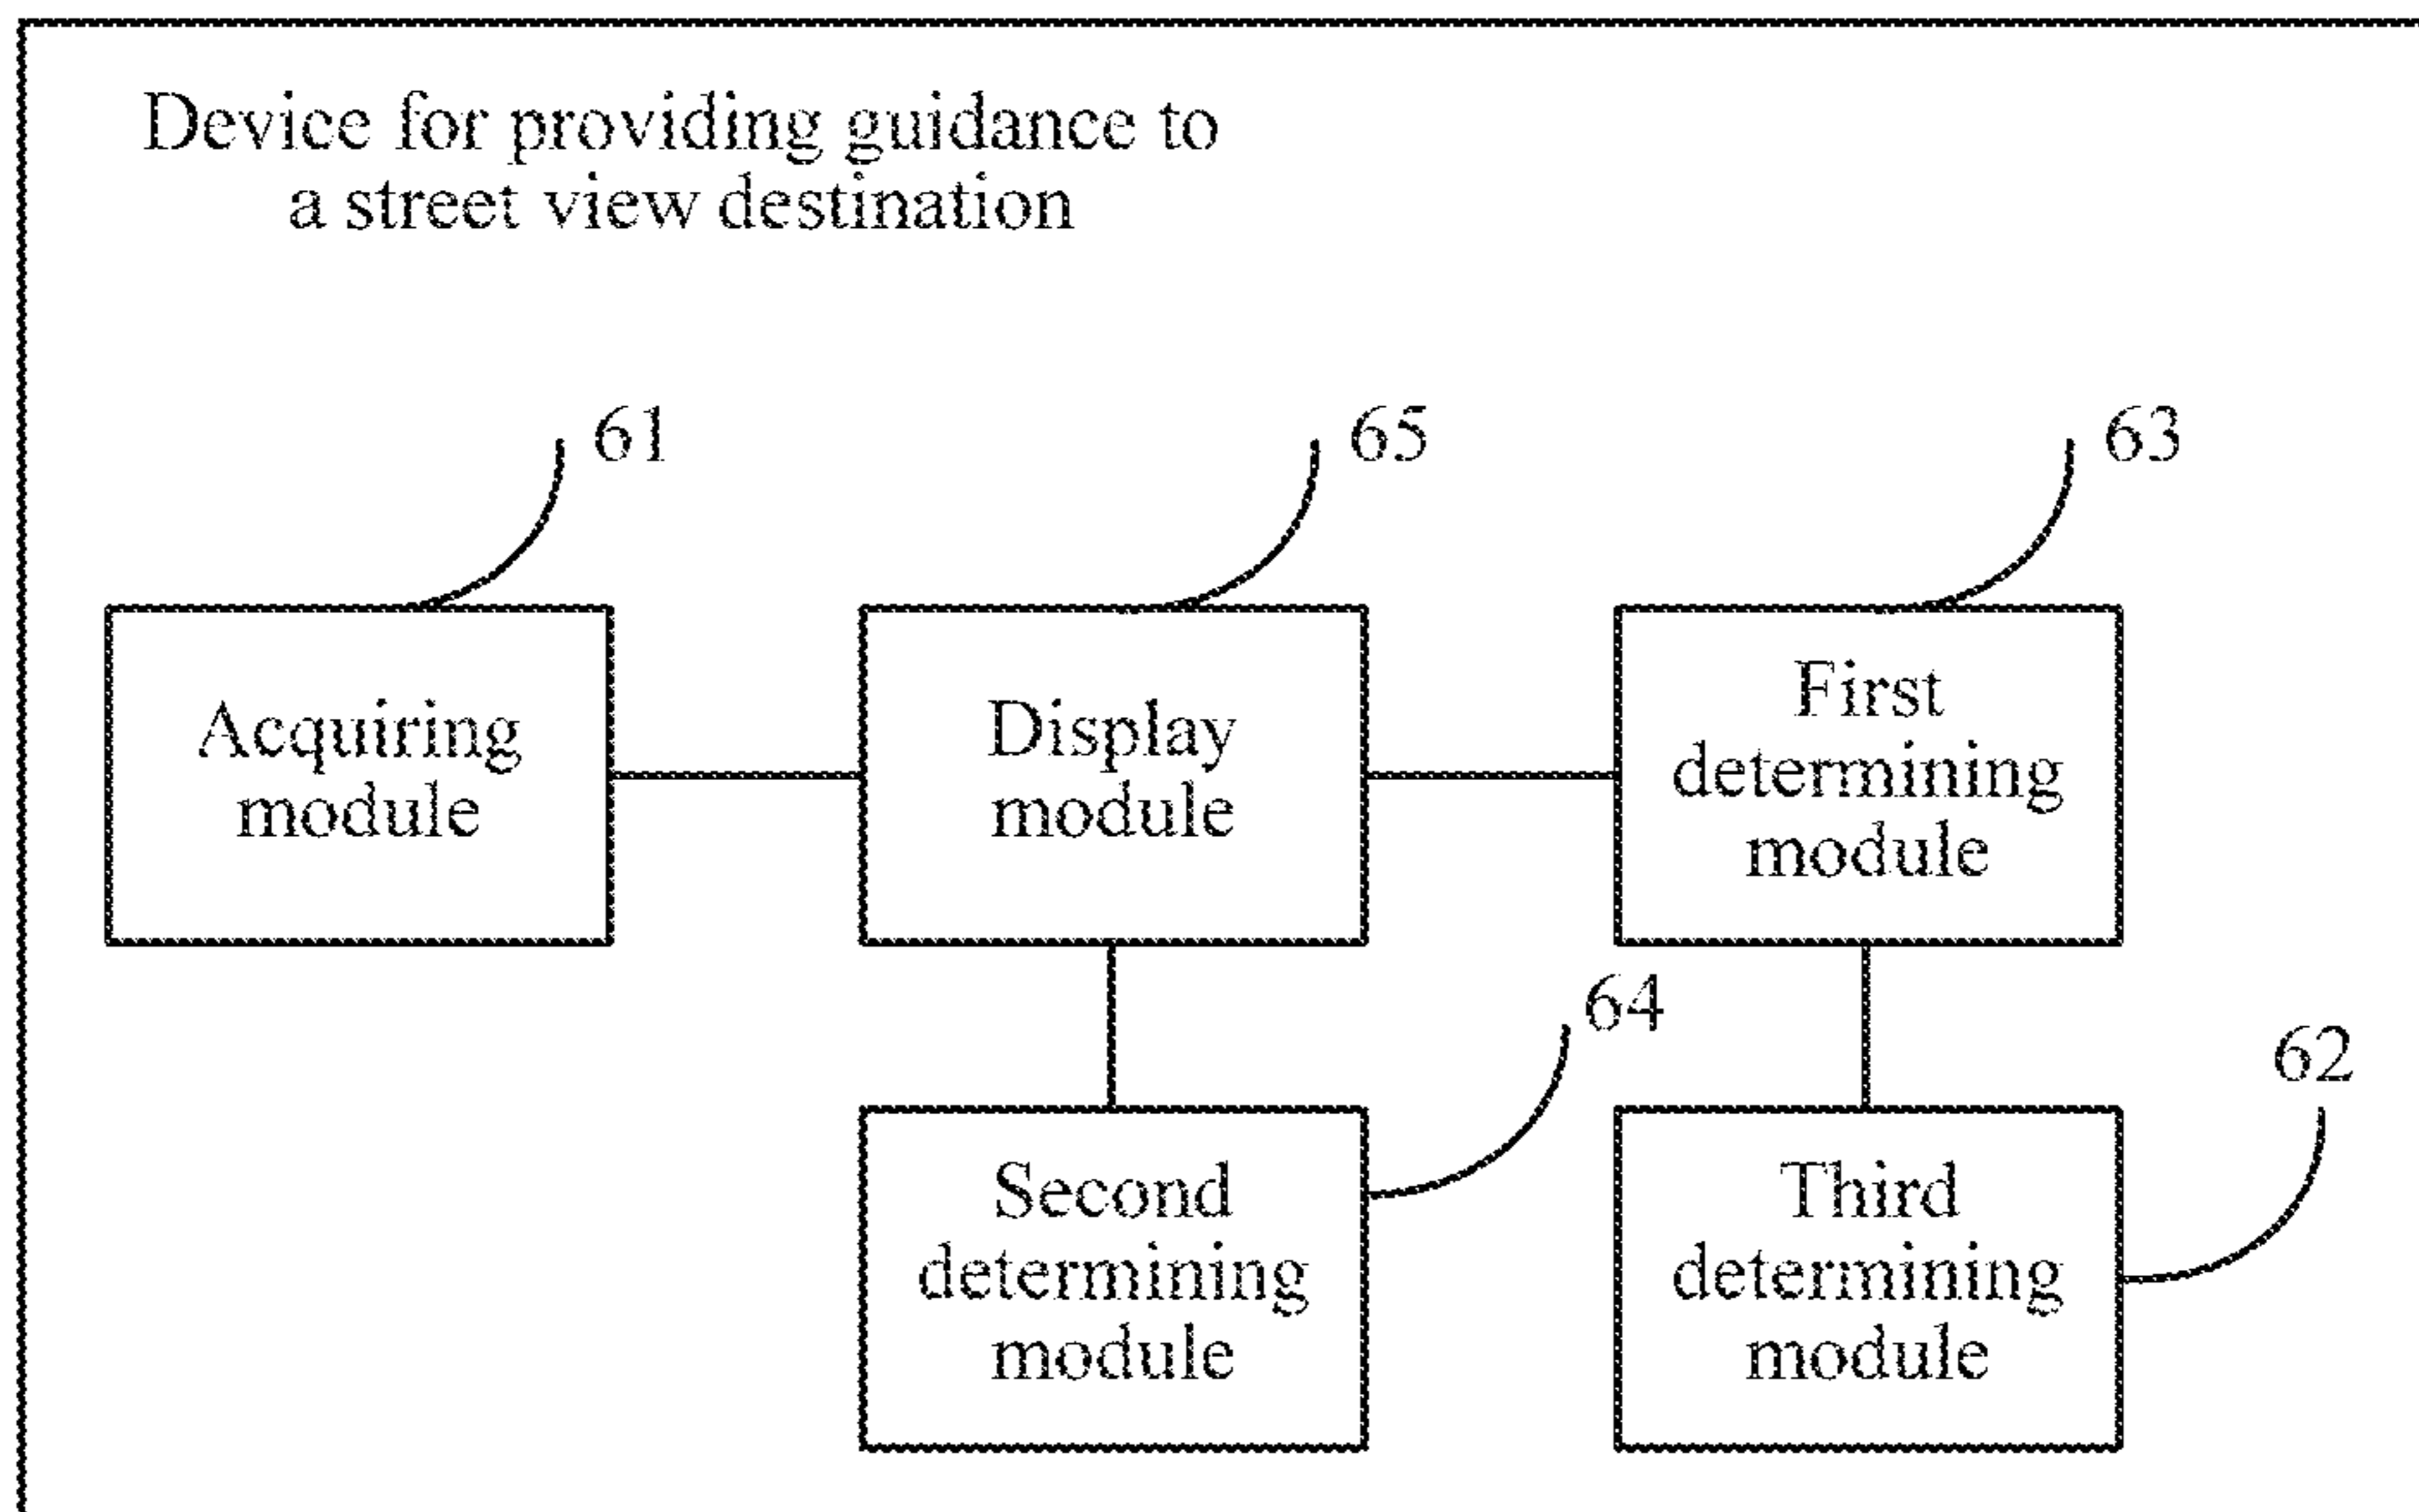 Device for providing guidance to
a street view destination
61
65
63
Acquiring
module
Display
module
First
determining
module
64
62
Second
determining
module
Third
determining
module